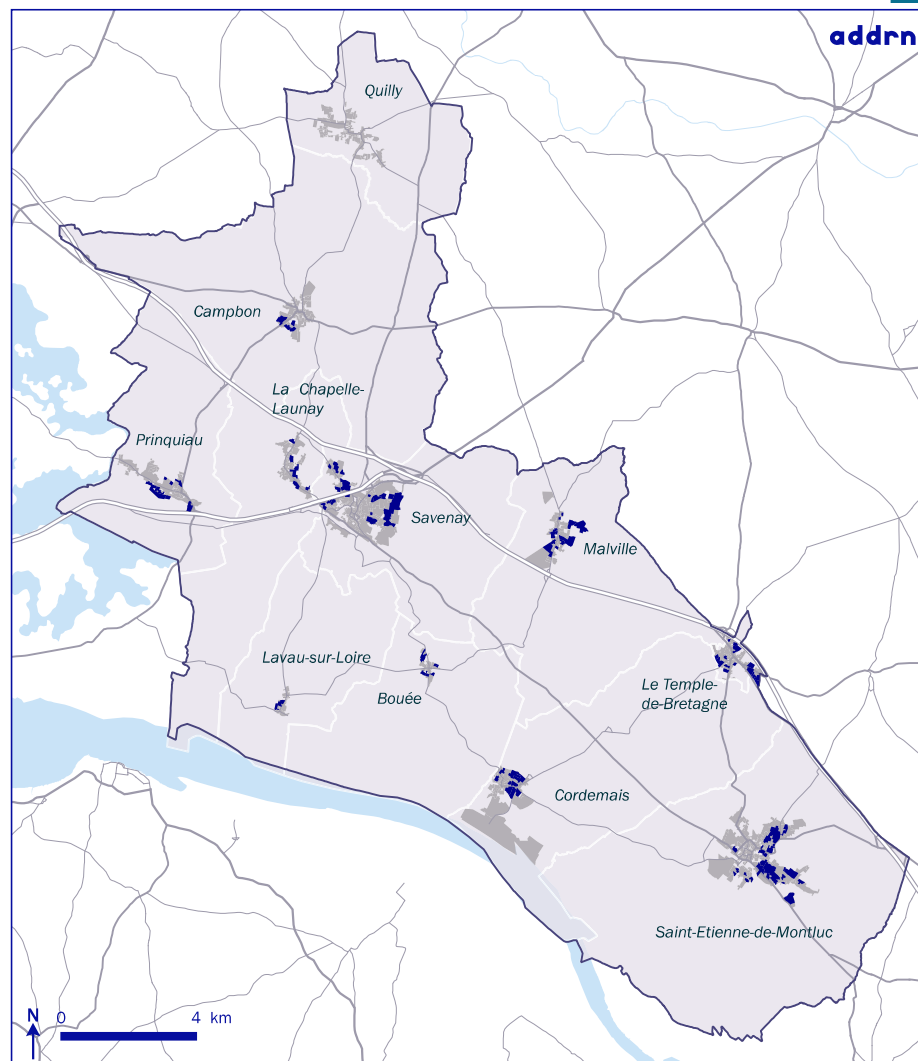 addrn
Quilly
Campbon
La Chapelle-
Launay
Prinquiau
Savenay
Malville
Lavau-sur-Loire
Bouée
Le Temple-
de-Bretagne
Cordemais
Saint-Etienne-de-Montluc
N 0 4 km